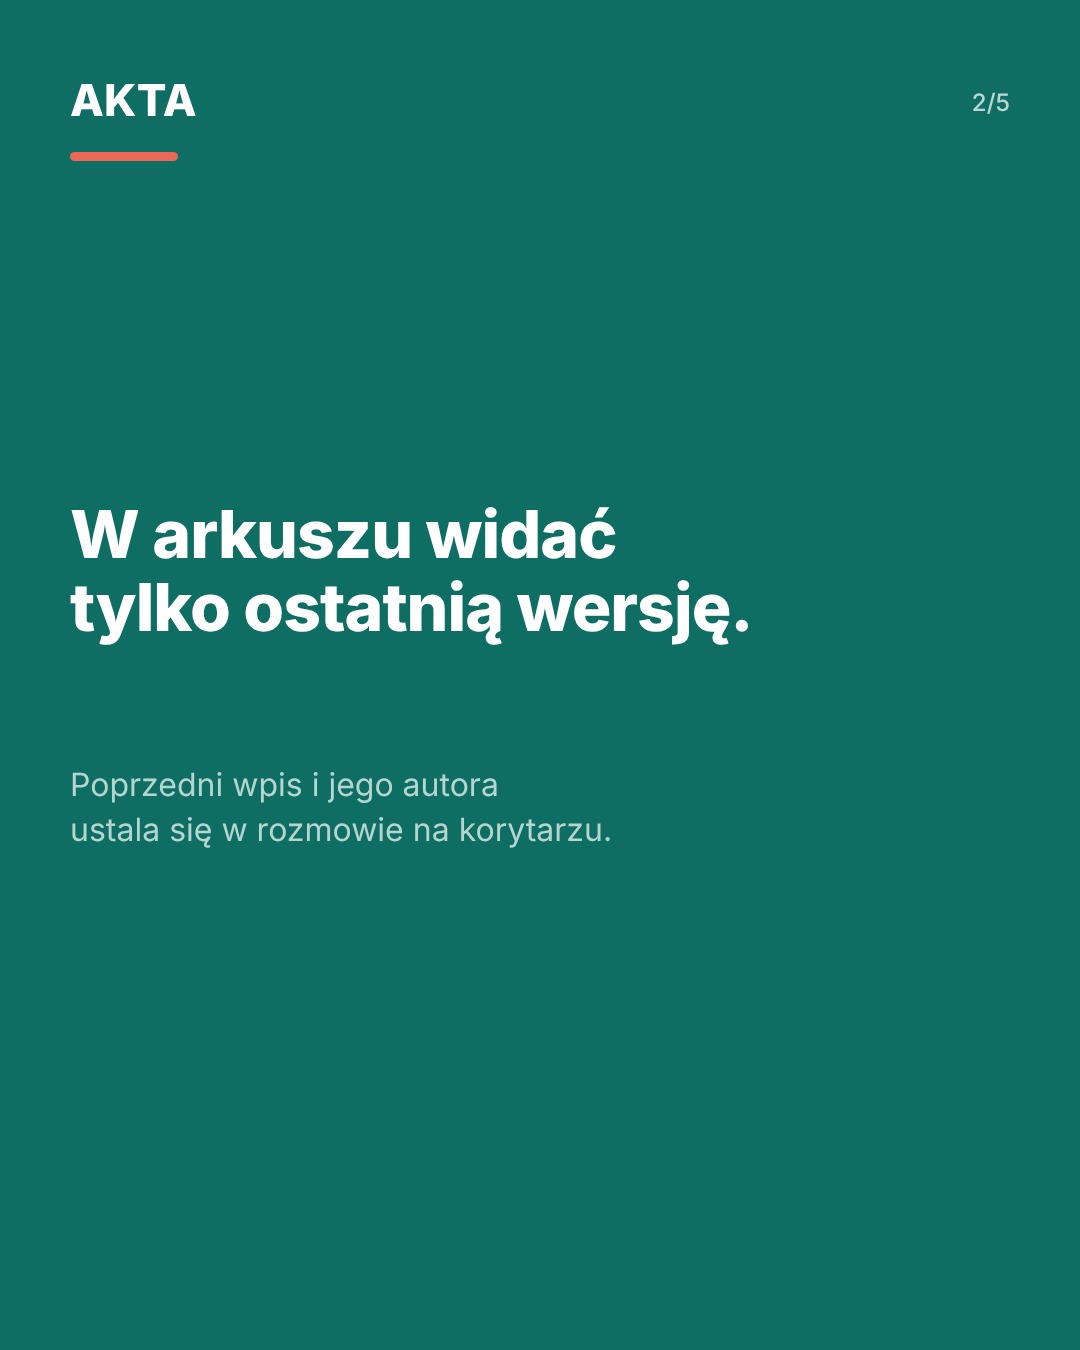 AKTA
2/5
W arkuszu widać
tylko ostatnią wersję.
Poprzedni wpis i jego autora
ustala się w rozmowie na korytarzu.